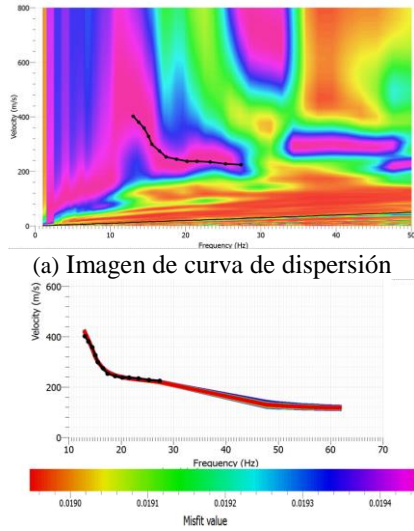 800
600
400
200
0
Velocity (m/s)
0 10 20 30 40 50
Frequency (Hz)
(a) Imagen de curva de dispersión
600
400
200
0
Velocity (m/s)
10 20 30 40 50 60 70
Frequency (Hz)
0.0190 0.0191 0.0192 0.0193 0.0194
Misfit value